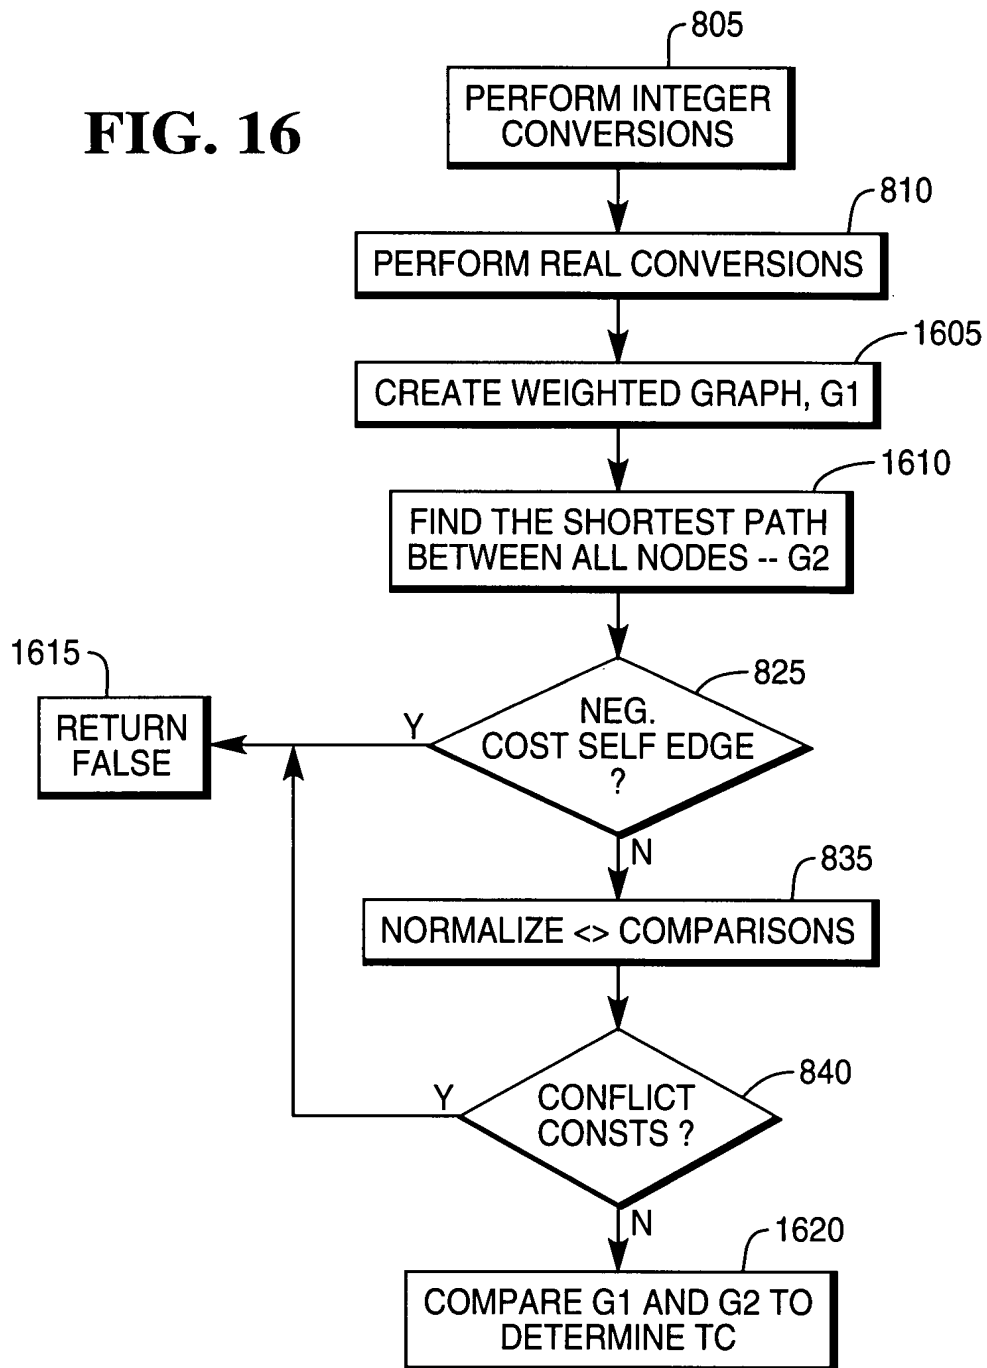 FIG. 16
805
PERFORM INTEGER
CONVERSIONS
810
PERFORM REAL CONVERSIONS
1605
CREATE WEIGHTED GRAPH, G1
1610
FIND THE SHORTEST PATH
BETWEEN ALL NODES -- G2
1615
RETURN
FALSE
Y
825
NEG.
COST SELF EDGE
?
N
835
NORMALIZE <> COMPARISONS
Y
840
CONFLICT
CONSTS ?
N
1620
COMPARE G1 AND G2 TO
DETERMINE TC